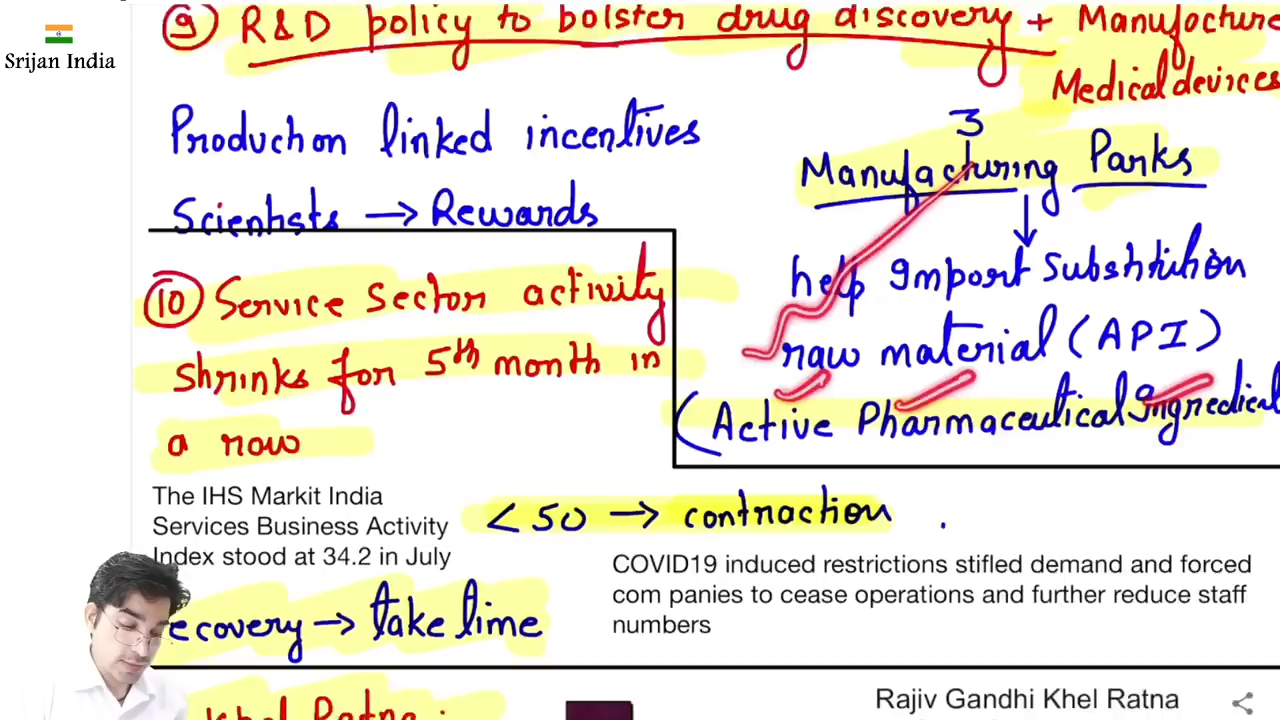 Srijan India
9 R&D policy to bolster drug discovery + Manufacture
Medical devices
Production linked incentives
Scientists → Rewards
3
Manufacturing Parks
help Import Substitution
raw material (API)
(Active Pharmaceutical Ingredical
10 Service Sector activity
shrinks for 5th month in
a row
The IHS Markit India
Services Business Activity
Index stood at 34.2 in July
< 50 → contraction .
COVID19 induced restrictions stifled demand and forced
com panies to cease operations and further reduce staff
numbers
ecovery → take time
Khel Ratna :
Rajiv Gandhi Khel Ratna